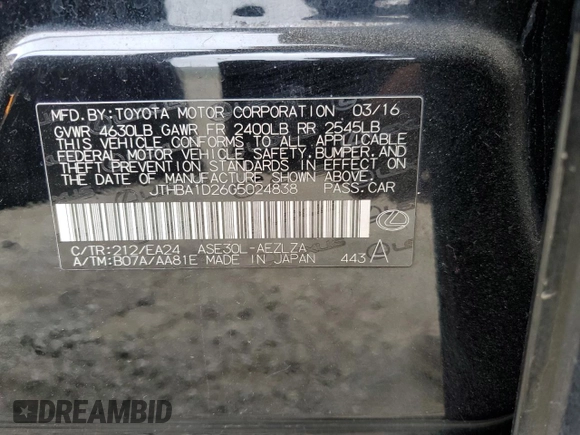 MFD. BY: TOYOTA MOTOR CORPORATION 03/16
GVWR 4630LB GAWR FR 2400LB RR 2545LB
THIS VEHICLE CONFORMS TO ALL APPLICABLE
FEDERAL MOTOR VEHICLE SAFETY, BUMPER, AND
THEFT PREVENTION STANDARDS IN EFFECT ON
THE DATE OF MANUFACTURE SHOWN ABOVE.
JTHBA1D26G5024838 PASS.CAR
C/TR:212/EA24 ASE30L-AEZLZA
A/TM:B07A/AA81E MADE IN JAPAN 443 A
DREAMBID